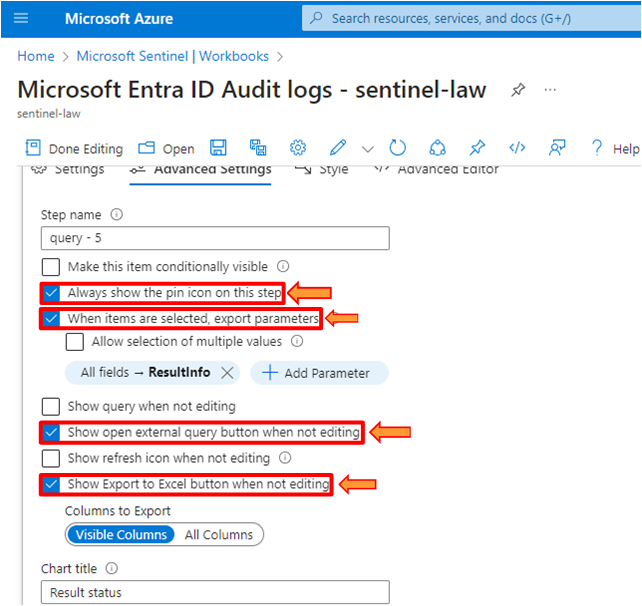 Microsoft Azure
Search resources, services, and docs (G+/)
Home > Microsoft Sentinel | Workbooks >
Microsoft Entra ID Audit logs - sentinel-law
sentinel-law
Done Editing Open Help
Settings Advanced Settings Style Advanced Editor
Step name
query - 5
Make this item conditionally visible
Always show the pin icon on this step
When items are selected, export parameters
Allow selection of multiple values
All fields → ResultInfo Add Parameter
Show query when not editing
Show open external query button when not editing
Show refresh icon when not editing
Show Export to Excel button when not editing
Columns to Export
Visible Columns All Columns
Chart title
Result status